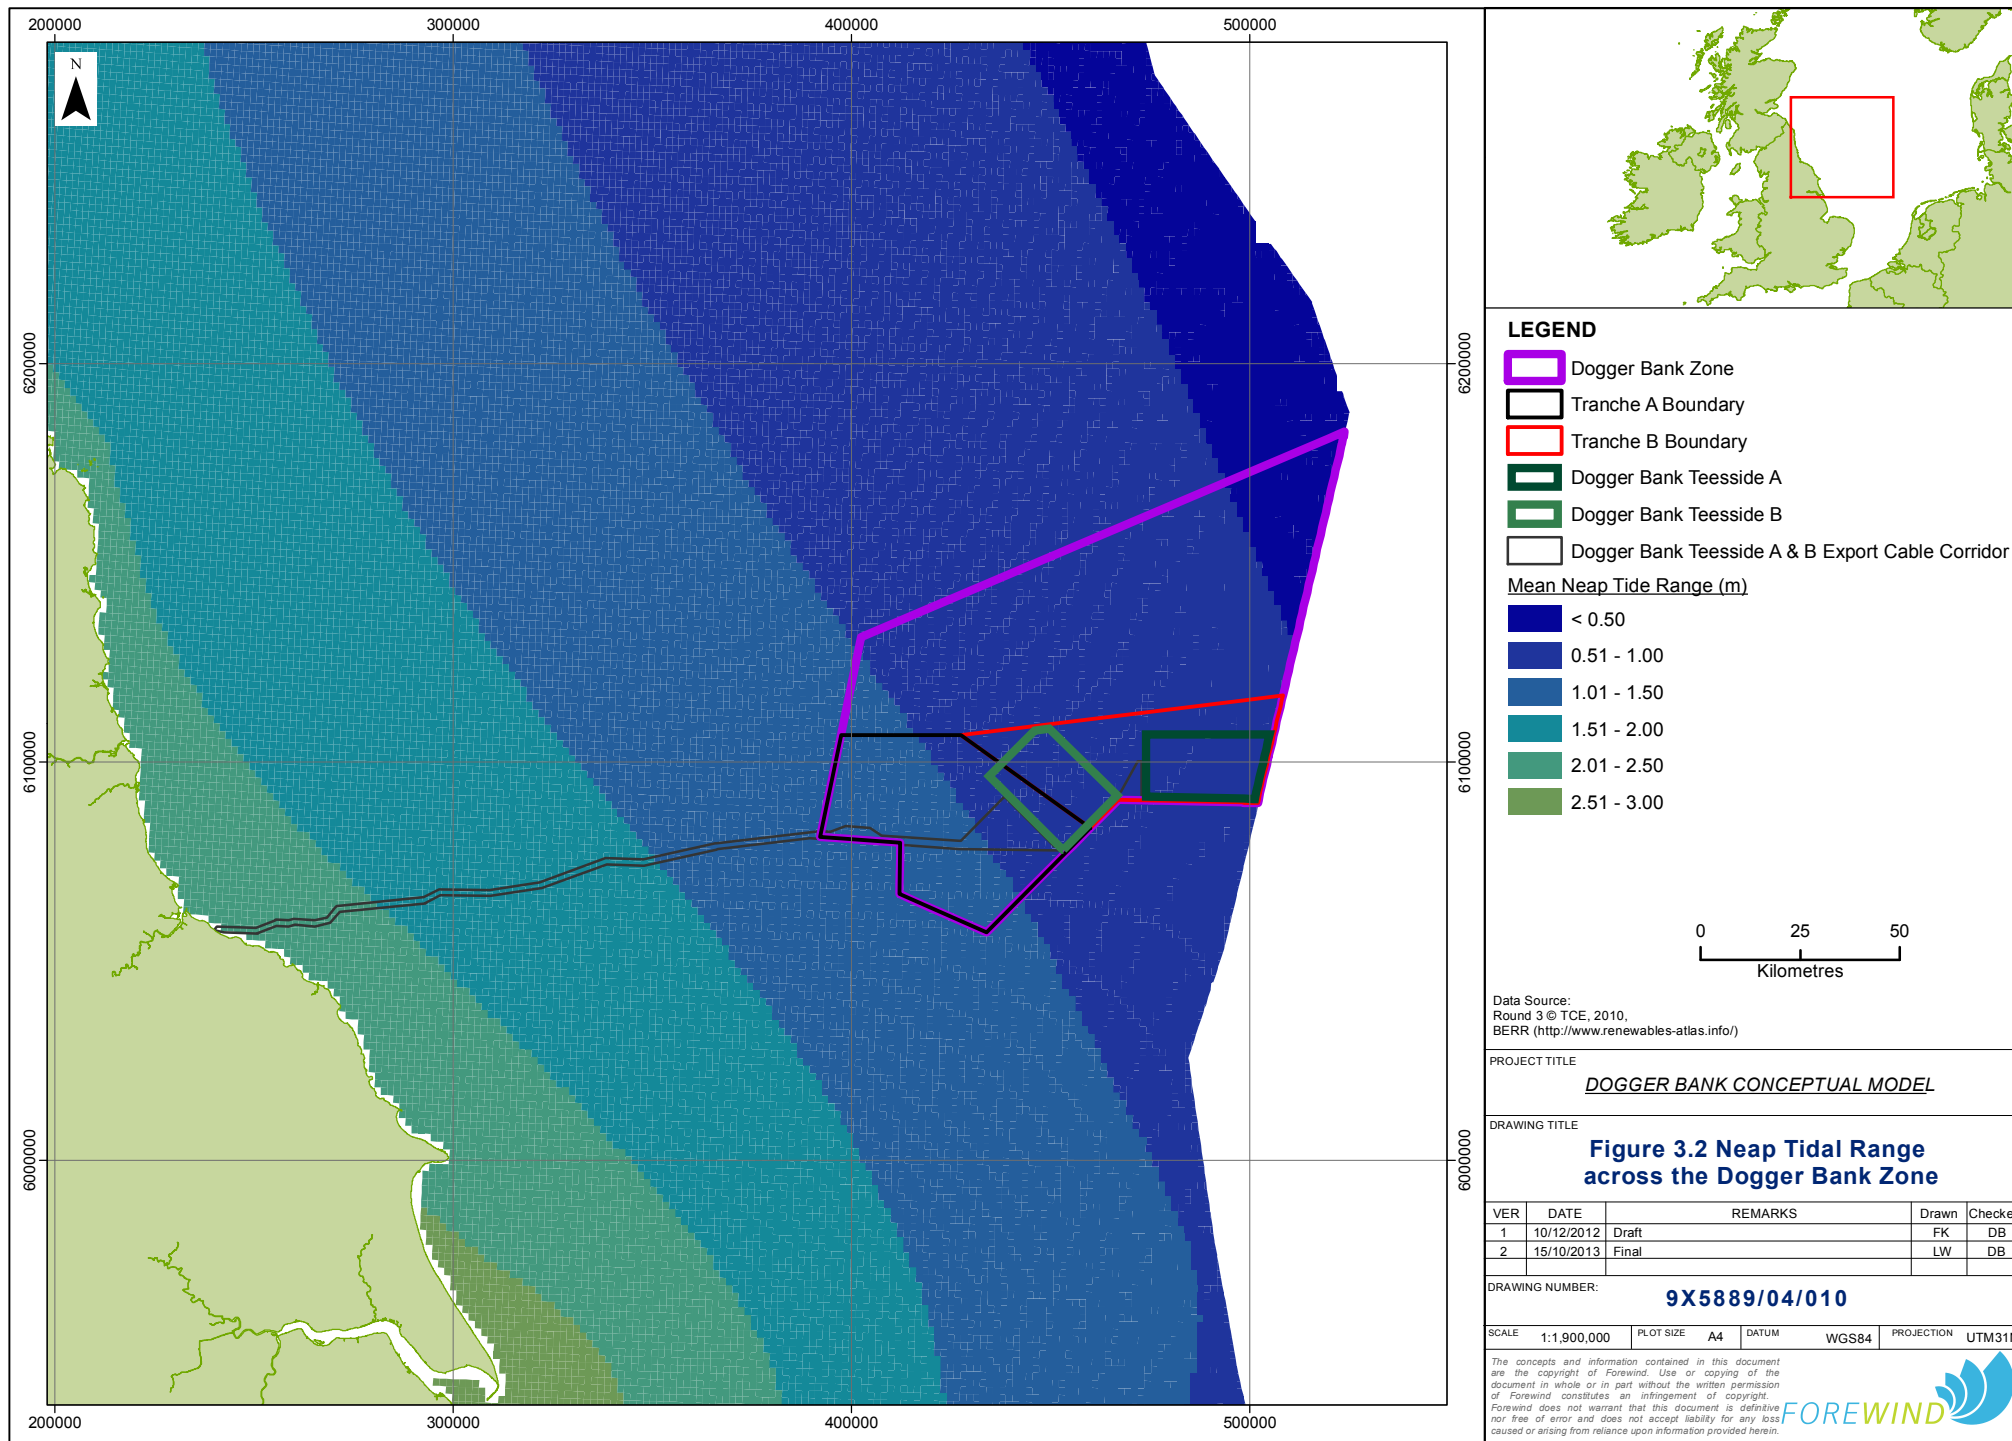 200000
300000
400000
500000
N
6200000
6100000
6000000
6200000
6100000
6000000
200000
300000
400000
500000
LEGEND
Dogger Bank Zone
Tranche A Boundary
Tranche B Boundary
Dogger Bank Teesside A
Dogger Bank Teesside B
Dogger Bank Teesside A & B Export Cable Corridor
Mean Neap Tide Range (m)
< 0.50
0.51 - 1.00
1.01 - 1.50
1.51 - 2.00
2.01 - 2.50
2.51 - 3.00
0 25 50
Kilometres
Data Source:
Round 3 © TCE, 2010,
BERR (http://www.renewables-atlas.info/)
PROJECT TITLE
DOGGER BANK CONCEPTUAL MODEL
DRAWING TITLE
Figure 3.2 Neap Tidal Range
across the Dogger Bank Zone
VER DATE REMARKS Drawn Checke
1 10/12/2012 Draft FK DB
2 15/10/2013 Final LW DB
DRAWING NUMBER:
9X5889/04/010
SCALE 1:1,900,000 PLOT SIZE A4 DATUM WGS84 PROJECTION UTM31N
The concepts and information contained in this document
are the copyright of Forewind. Use or copying of the
document in whole or in part without the written permission
of Forewind constitutes an infringement of copyright.
Forewind does not warrant that this document is definitive
nor free of error and does not accept liability for any loss
caused or arising from reliance upon information provided herein.
FOREWIND